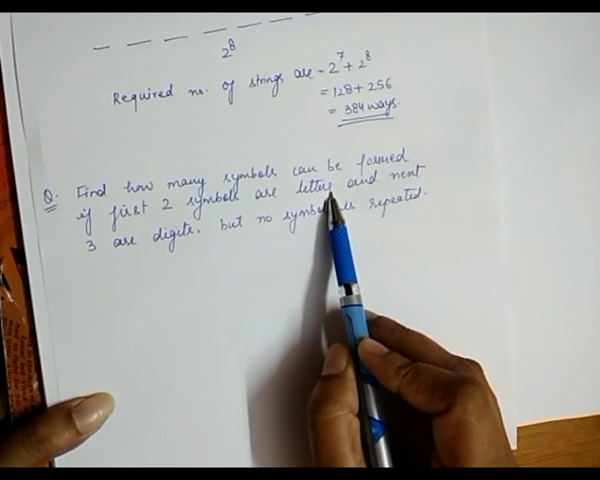 2^8
Required no. of strings are = 2^7 + 2^8
= 128 + 256
= 384 ways.
Q. Find how many symbols can be formed
if first 2 symbols are letters and next
3 are digits, but no symbol is repeated.